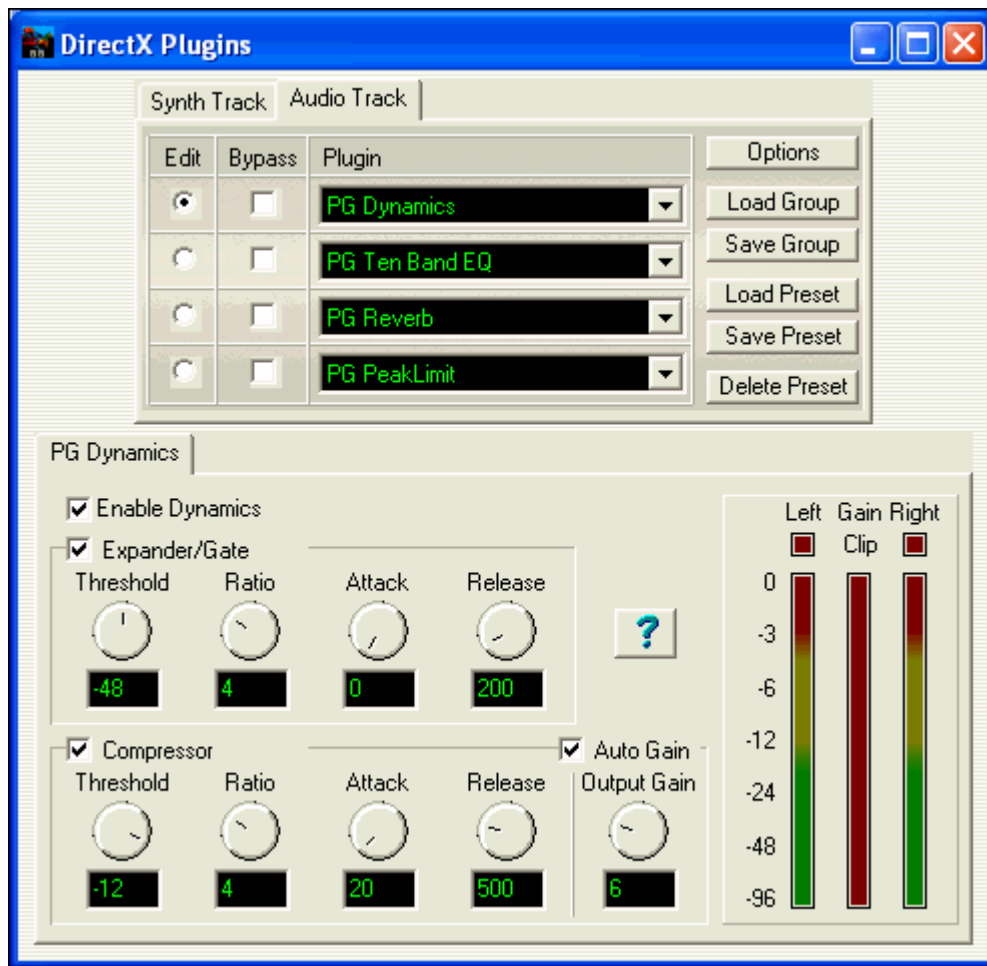 DirectX Plugins
Synth Track Audio Track
Edit Bypass Plugin Options
PG Dynamics Load Group
PG Ten Band EQ Save Group
PG Reverb Load Preset
Save Preset
PG PeakLimit Delete Preset
PG Dynamics
Enable Dynamics
Expander/Gate
Threshold Ratio Attack Release
-48 4 0 200
?
Compressor Auto Gain
Threshold Ratio Attack Release Output Gain
-12 4 20 500 6
Left Gain Right
Clip
0
-3
-6
-12
-24
-48
-96